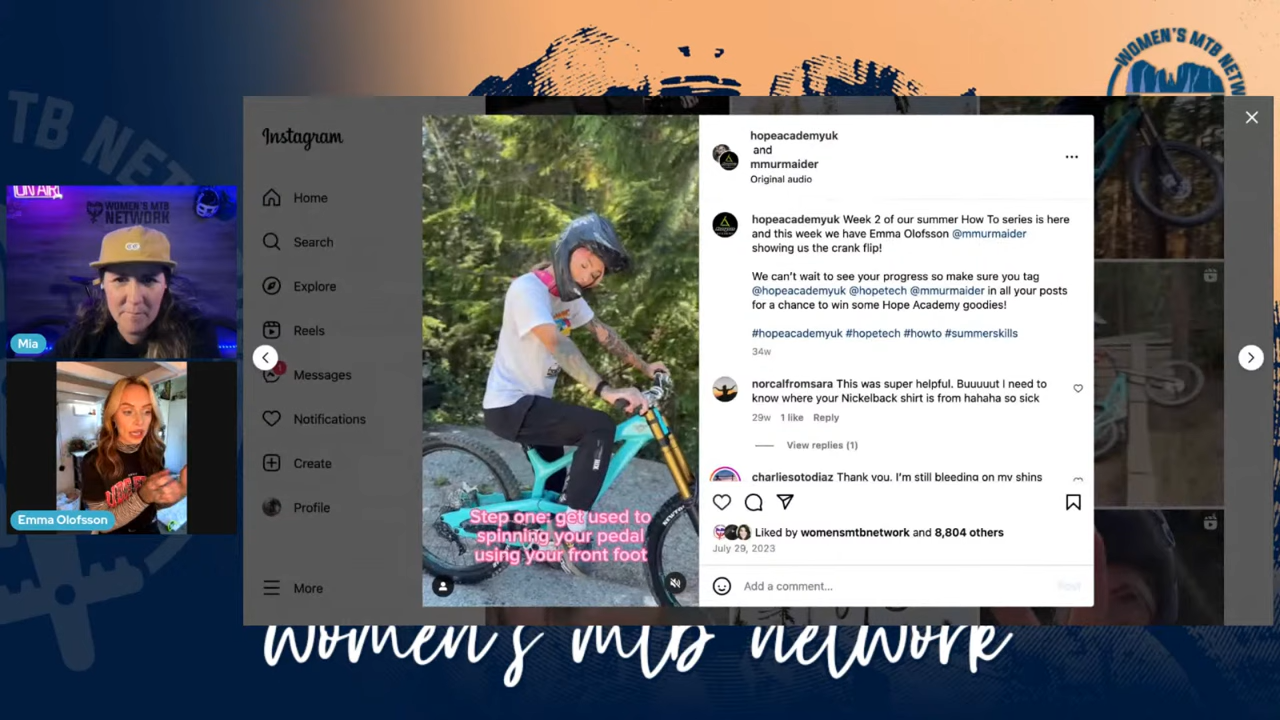 WOMEN'S MTB NETW
TB NET
ON AIR
WOMEN'S MTB
NETWORK
Mia
Emma Olofsson
Instagram
Home
Search
Explore
Reels
1
Messages
Notifications
Create
Profile
More
Step one: get used to
spinning your pedal
using your front foot
hopeacademyuk
and
mmurmaider
Original audio
hopeacademyuk Week 2 of our summer How To series is here
and this week we have Emma Olofsson @mmurmaider
showing us the crank flip!
We can't wait to see your progress so make sure you tag
@hopeacademyuk @hopetech @mmurmaider in all your posts
for a chance to win some Hope Academy goodies!
#hopeacademyuk #hopetech #howto #summerskills
34w
norcalfromsara This was super helpful. Buuuuut I need to
know where your Nickelback shirt is from hahaha so sick
29w 1 like Reply
View replies (1)
charliesotodiaz Thank you. I'm still bleeding on my shins
Liked by womensmtbnetwork and 8,804 others
July 29, 2023
Add a comment...
Post
women's mtb network